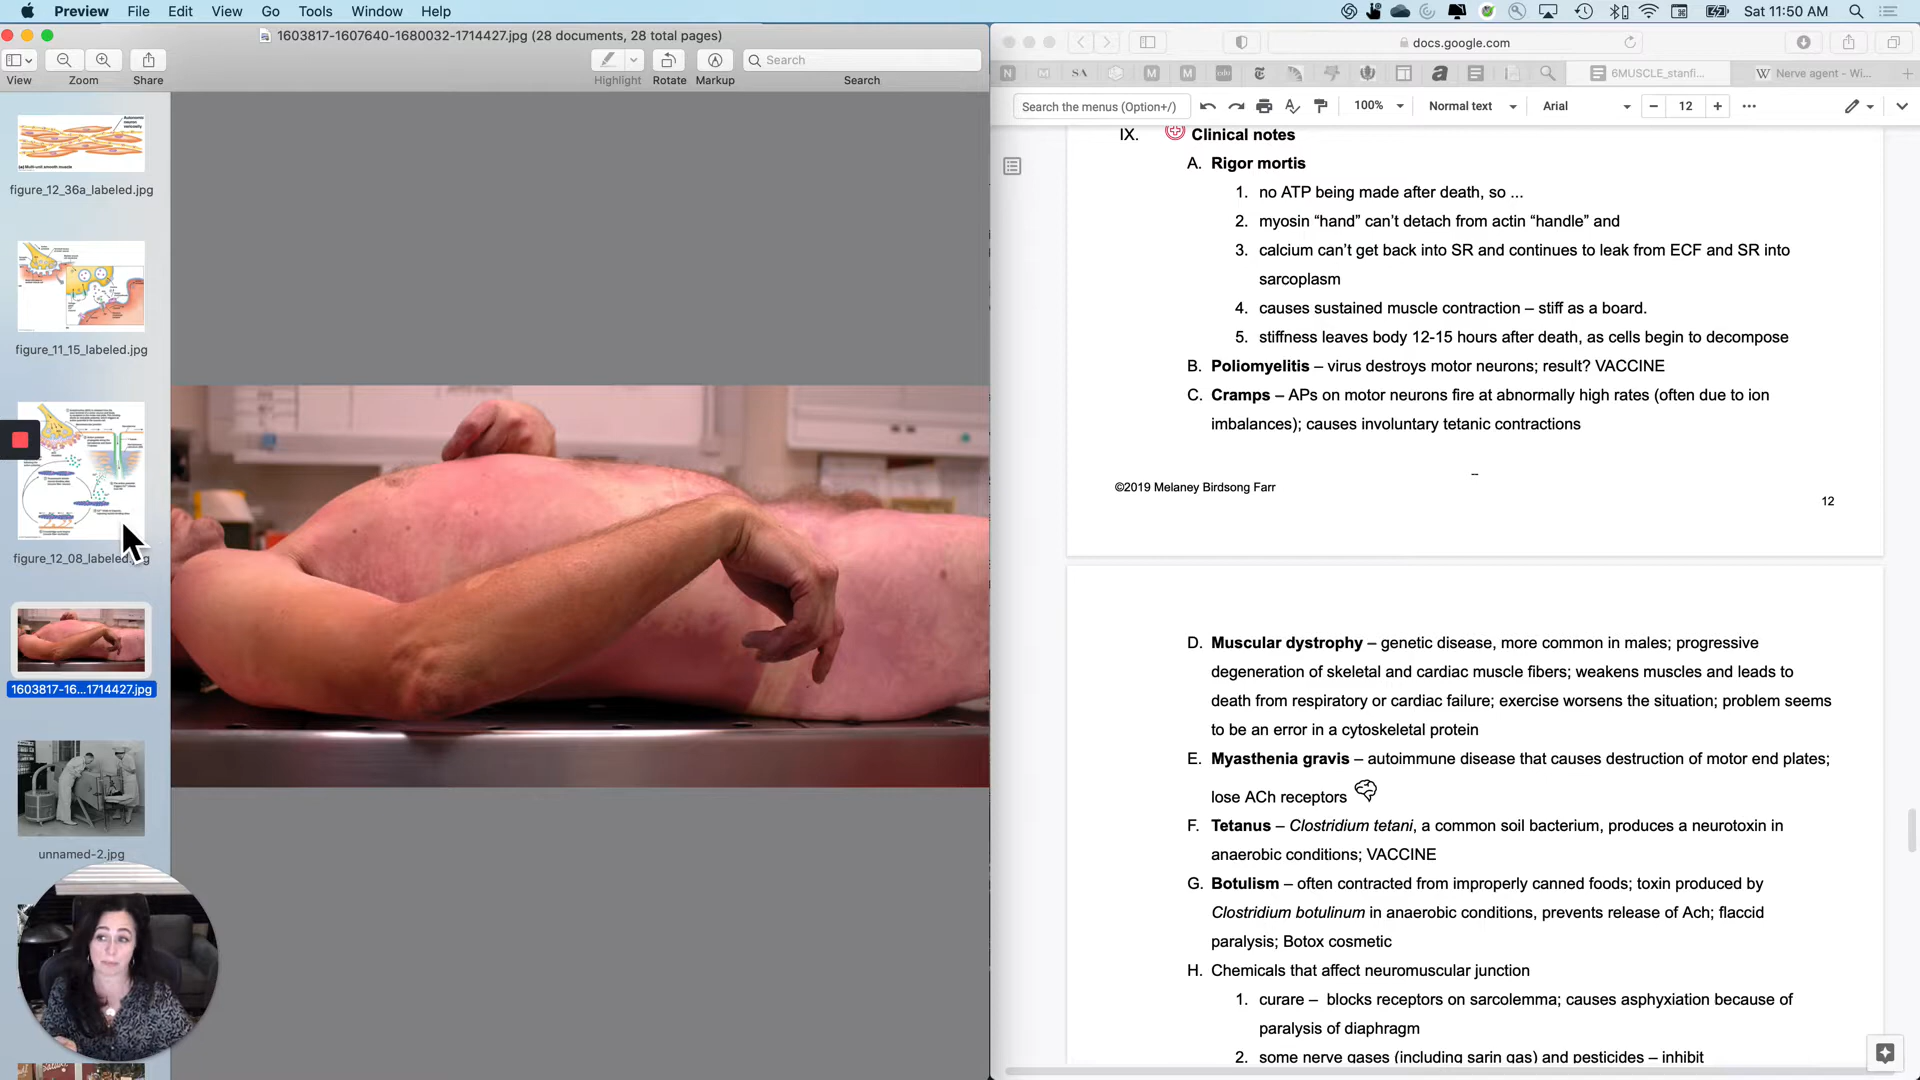 Preview File Edit View Go Tools Window Help
Sat 11:50 AM
1603817-1607640-1680032-1714427.jpg (28 documents, 28 total pages)
View Zoom Share Highlight Rotate Markup Search
Search
figure_12_36a_labeled.jpg
figure_11_15_labeled.jpg
figure_12_08_labeled.jpg
1603817-16...1714427.jpg
unnamed-2.jpg
docs.google.com
6MUSCLE_stanfi...
Nerve agent - Wi...
Search the menus (Option+/)
100% Normal text Arial 12
IX. Clinical notes
A. Rigor mortis
1. no ATP being made after death, so ...
2. myosin “hand” can’t detach from actin “handle” and
3. calcium can’t get back into SR and continues to leak from ECF and SR into
sarcoplasm
4. causes sustained muscle contraction – stiff as a board.
5. stiffness leaves body 12-15 hours after death, as cells begin to decompose
B. Poliomyelitis – virus destroys motor neurons; result? VACCINE
C. Cramps – APs on motor neurons fire at abnormally high rates (often due to ion
imbalances); causes involuntary tetanic contractions
--
©2019 Melaney Birdsong Farr
12
D. Muscular dystrophy – genetic disease, more common in males; progressive
degeneration of skeletal and cardiac muscle fibers; weakens muscles and leads to
death from respiratory or cardiac failure; exercise worsens the situation; problem seems
to be an error in a cytoskeletal protein
E. Myasthenia gravis – autoimmune disease that causes destruction of motor end plates;
lose ACh receptors
F. Tetanus – Clostridium tetani, a common soil bacterium, produces a neurotoxin in
anaerobic conditions; VACCINE
G. Botulism – often contracted from improperly canned foods; toxin produced by
Clostridium botulinum in anaerobic conditions, prevents release of Ach; flaccid
paralysis; Botox cosmetic
H. Chemicals that affect neuromuscular junction
1. curare – blocks receptors on sarcolemma; causes asphyxiation because of
paralysis of diaphragm
2. some nerve gases (including sarin gas) and pesticides – inhibit